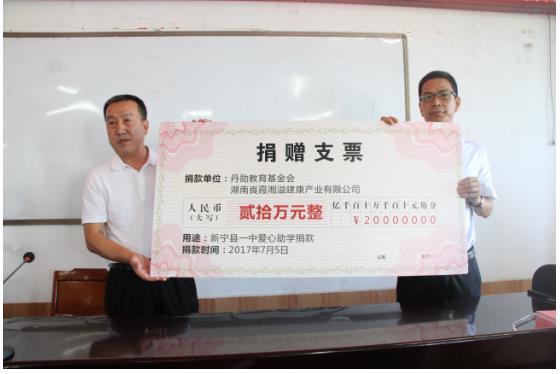 捐赠支票
捐款单位：丹勋教育基金会
湖南崀霞湘溢建康产业有限公司
人民币
（大写）
贰拾万元整
亿千百十万千百十元角分
￥20000000
用途：新宁县一中爱心助学捐款
捐款时间：2017年7月5日